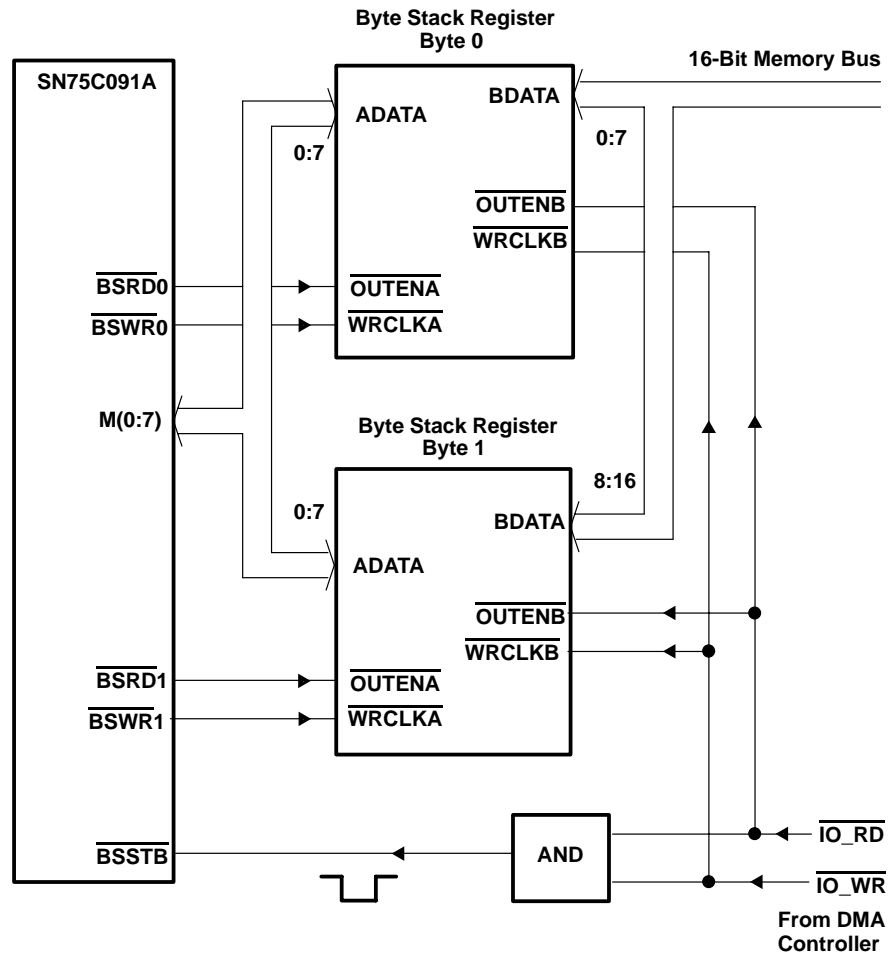 Byte Stack Register
Byte 0
16-Bit Memory Bus
SN75C091A
ADATA
BDATA
0:7
0:7
OUTENB
WRCLKB
BSRD0
OUTENA
BSWR0
WRCLKA
M(0:7)
Byte Stack Register
Byte 1
0:7
8:16
BDATA
ADATA
OUTENB
WRCLKB
BSRD1
OUTENA
BSWR1
WRCLKA
BSSTB
AND
IO_RD
IO_WR
From DMA
Controller